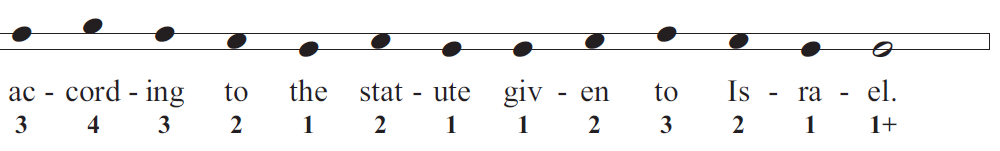 ac - cord - ing to the stat - ute giv - en to Is - ra - el.
3 4 3 2 1 2 1 1 2 3 2 1 1+